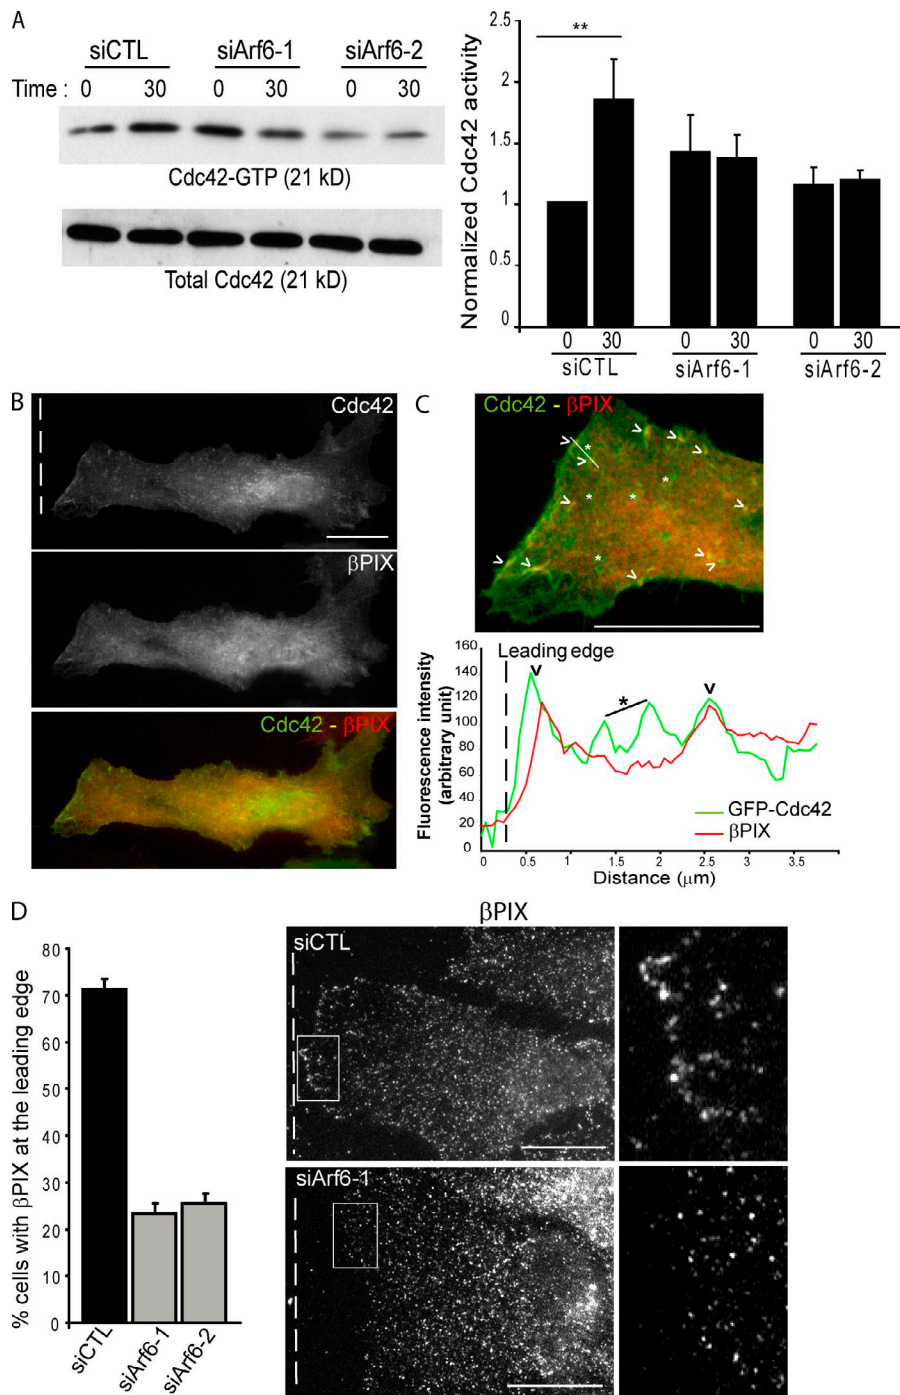 A
siCTL siArf6-1 siArf6-2
Time : 0 30 0 30 0 30
Cdc42-GTP (21 kD)
Total Cdc42 (21 kD)
Normalized Cdc42 activity
2.5
2
1.5
1
0.5
0
**
0 30 0 30 0 30
siCTL siArf6-1 siArf6-2
B
Cdc42
βPIX
Cdc42 - βPIX
C
Cdc42 - βPIX
Leading edge
Fluorescence intensity
(arbitrary unit)
160
140
120
100
80
60
40
20
0
*
GFP-Cdc42
βPIX
0 0.5 1 1.5 2 2.5 3 3.5
Distance (μm)
D
% cells with βPIX at the leading edge
80
70
60
50
40
30
20
10
0
siCTL
siArf6-1
siArf6-2
βPIX
siCTL
siArf6-1